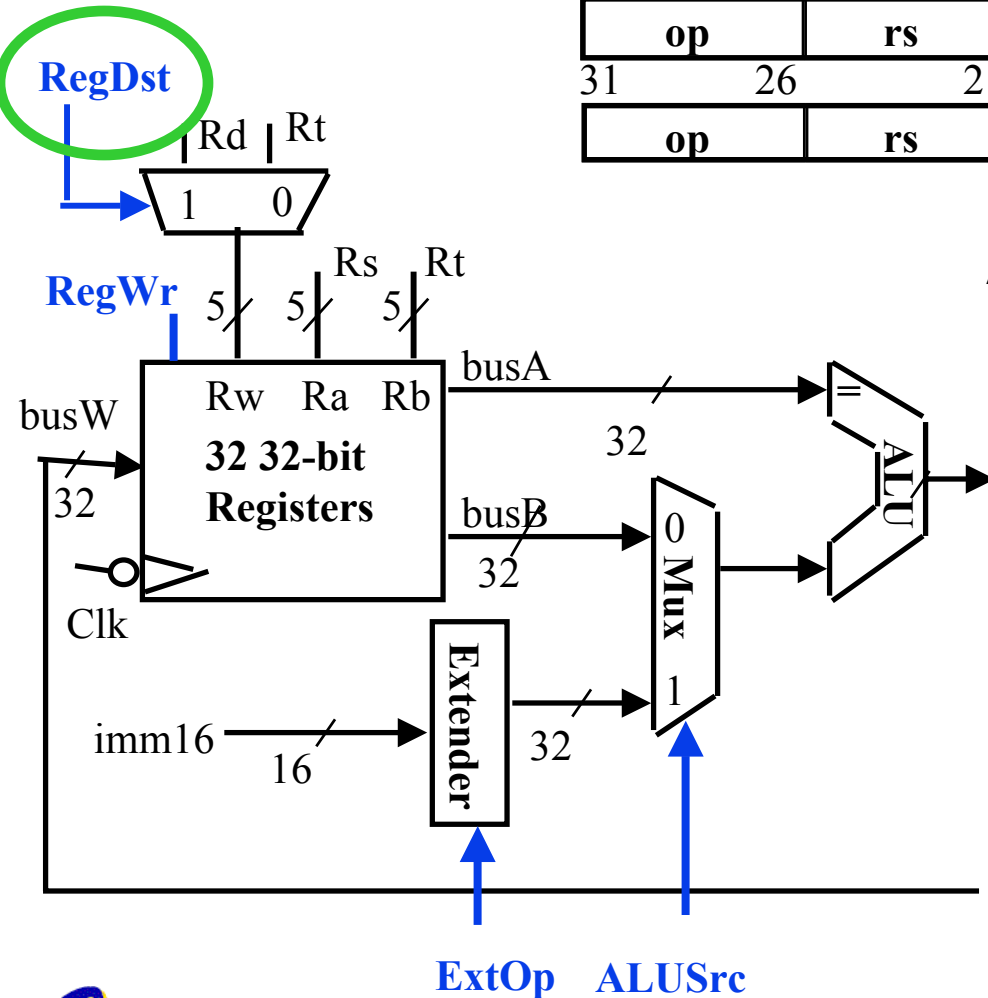 op rs
31 26 2
op rs
RegDst
Rd Rt
1 0
Rs Rt
RegWr
5 5 5
busA
Rw Ra Rb
busW
32
32 32-bit
Registers
32
=
ALU
busB
32
0
Mux
1
Clk
Extender
imm16
16
32
ExtOp ALUSrc